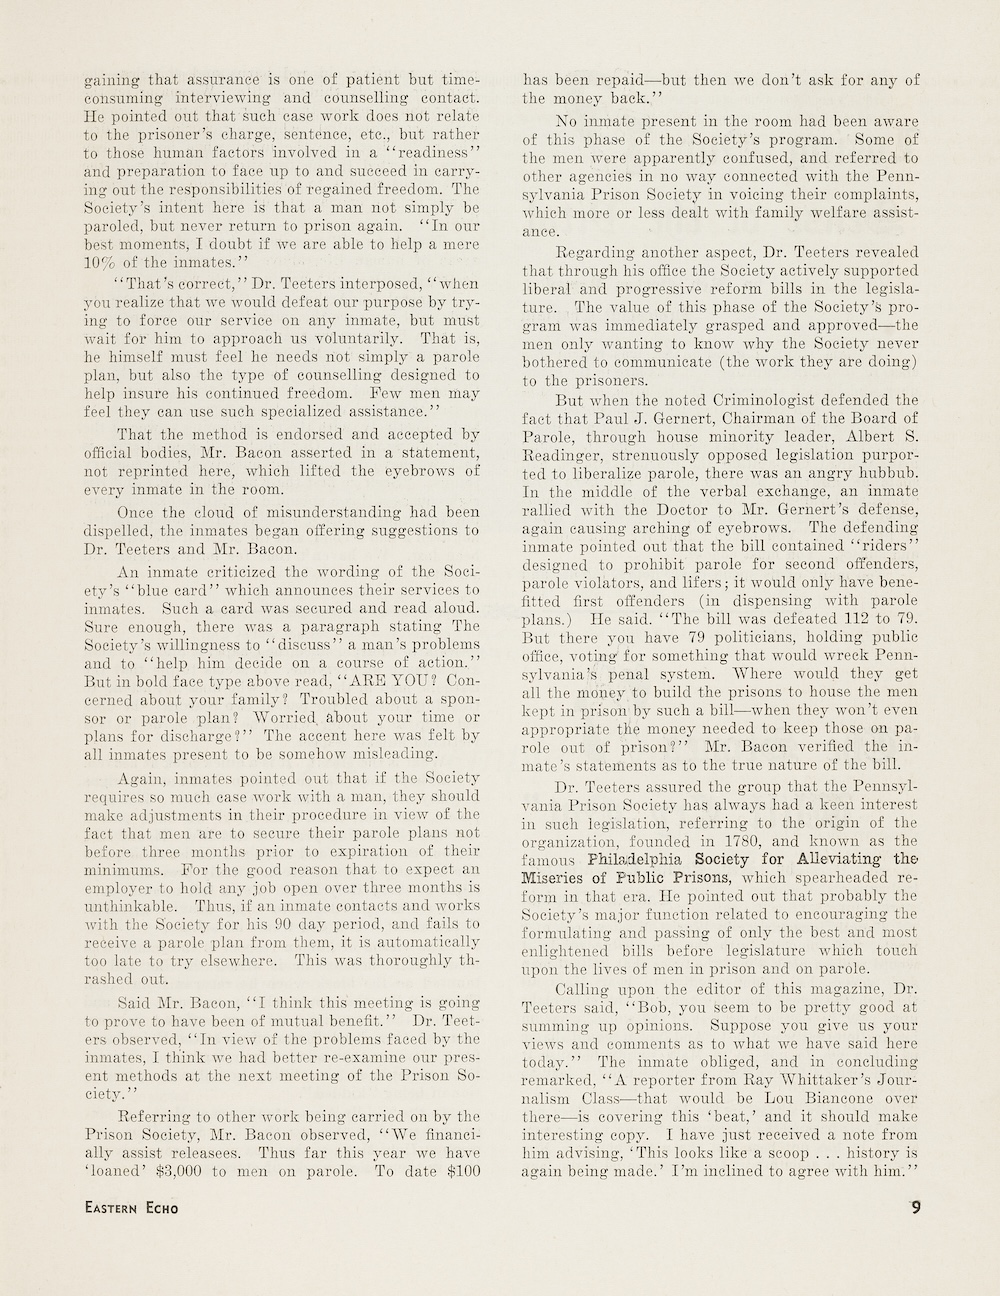 gaining that assurance is one of patient but time-
consuming interviewing and counselling contact.
He pointed out that such case work does not relate
to the prisoner's charge, sentence, etc., but rather
to those human factors involved in a “readiness”
and preparation to face up to and succeed in carry-
ing out the responsibilities of regained freedom. The
Society's intent here is that a man not simply be
paroled, but never return to prison again. “In our
best moments, I doubt if we are able to help a mere
10% of the inmates.”
“That's correct,” Dr. Teeters interposed, “when
you realize that we would defeat our purpose by try-
ing to force our service on any inmate, but must
wait for him to approach us voluntarily. That is,
he himself must feel he needs not simply a parole
plan, but also the type of counselling designed to
help insure his continued freedom. Few men may
feel they can use such specialized assistance.”
That the method is endorsed and accepted by
official bodies, Mr. Bacon asserted in a statement,
not reprinted here, which lifted the eyebrows of
every inmate in the room.
Once the cloud of misunderstanding had been
dispelled, the inmates began offering suggestions to
Dr. Teeters and Mr. Bacon.
An inmate criticized the wording of the Soci-
ety's “blue card” which announces their services to
inmates. Such a card was secured and read aloud.
Sure enough, there was a paragraph stating The
Society's willingness to “discuss” a man's problems
and to “help him decide on a course of action.”
But in bold face type above read, “ARE YOU? Con-
cerned about your family? Troubled about a spon-
sor or parole plan? Worried about your time or
plans for discharge?” The accent here was felt by
all inmates present to be somehow misleading.
Again, inmates pointed out that if the Society
requires so much case work with a man, they should
make adjustments in their procedure in view of the
fact that men are to secure their parole plans not
before three months prior to expiration of their
minimums. For the good reason that to expect an
employer to hold any job open over three months is
unthinkable. Thus, if an inmate contacts and works
with the Society for his 90 day period, and fails to
receive a parole plan from them, it is automatically
too late to try elsewhere. This was thoroughly th-
rashed out.
Said Mr. Bacon, “I think this meeting is going
to prove to have been of mutual benefit.” Dr. Teet-
ers observed, “In view of the problems faced by the
inmates, I think we had better re-examine our pres-
ent methods at the next meeting of the Prison So-
ciety.”
Referring to other work being carried on by the
Prison Society, Mr. Bacon observed, “We financi-
ally assist releasees. Thus far this year we have
‘loaned’ $3,000 to men on parole. To date $100
has been repaid—but then we don't ask for any of
the money back.”
No inmate present in the room had been aware
of this phase of the Society's program. Some of
the men were apparently confused, and referred to
other agencies in no way connected with the Penn-
sylvania Prison Society in voicing their complaints,
which more or less dealt with family welfare assist-
ance.
Regarding another aspect, Dr. Teeters revealed
that through his office the Society actively supported
liberal and progressive reform bills in the legisla-
ture. The value of this phase of the Society's pro-
gram was immediately grasped and approved—the
men only wanting to know why the Society never
bothered to communicate (the work they are doing)
to the prisoners.
But when the noted Criminologist defended the
fact that Paul J. Gernert, Chairman of the Board of
Parole, through house minority leader, Albert S.
Readinger, strenuously opposed legislation purpor-
ted to liberalize parole, there was an angry hubbub.
In the middle of the verbal exchange, an inmate
rallied with the Doctor to Mr. Gernert's defense,
again causing arching of eyebrows. The defending
inmate pointed out that the bill contained “riders”
designed to prohibit parole for second offenders,
parole violators, and lifers; it would only have bene-
fitted first offenders (in dispensing with parole
plans.) He said. “The bill was defeated 112 to 79.
But there you have 79 politicians, holding public
office, voting for something that would wreck Penn-
sylvania's penal system. Where would they get
all the money to build the prisons to house the men
kept in prison by such a bill—when they won't even
appropriate the money needed to keep those on pa-
role out of prison?” Mr. Bacon verified the in-
mate's statements as to the true nature of the bill.
Dr. Teeters assured the group that the Pennsyl-
vania Prison Society has always had a keen interest
in such legislation, referring to the origin of the
organization, founded in 1780, and known as the
famous Philadelphia Society for Alleviating the
Miseries of Public Prisons, which spearheaded re-
form in that era. He pointed out that probably the
Society's major function related to encouraging the
formulating and passing of only the best and most
enlightened bills before legislature which touch
upon the lives of men in prison and on parole.
Calling upon the editor of this magazine, Dr.
Teeters said, “Bob, you seem to be pretty good at
summing up opinions. Suppose you give us your
views and comments as to what we have said here
today.” The inmate obliged, and in concluding
remarked, “A reporter from Ray Whittaker's Jour-
nalism Class—that would be Lou Biancone over
there—is covering this ‘beat,’ and it should make
interesting copy. I have just received a note from
him advising, ‘This looks like a scoop . . . history is
again being made.’ I'm inclined to agree with him.”
EASTERN ECHO
9